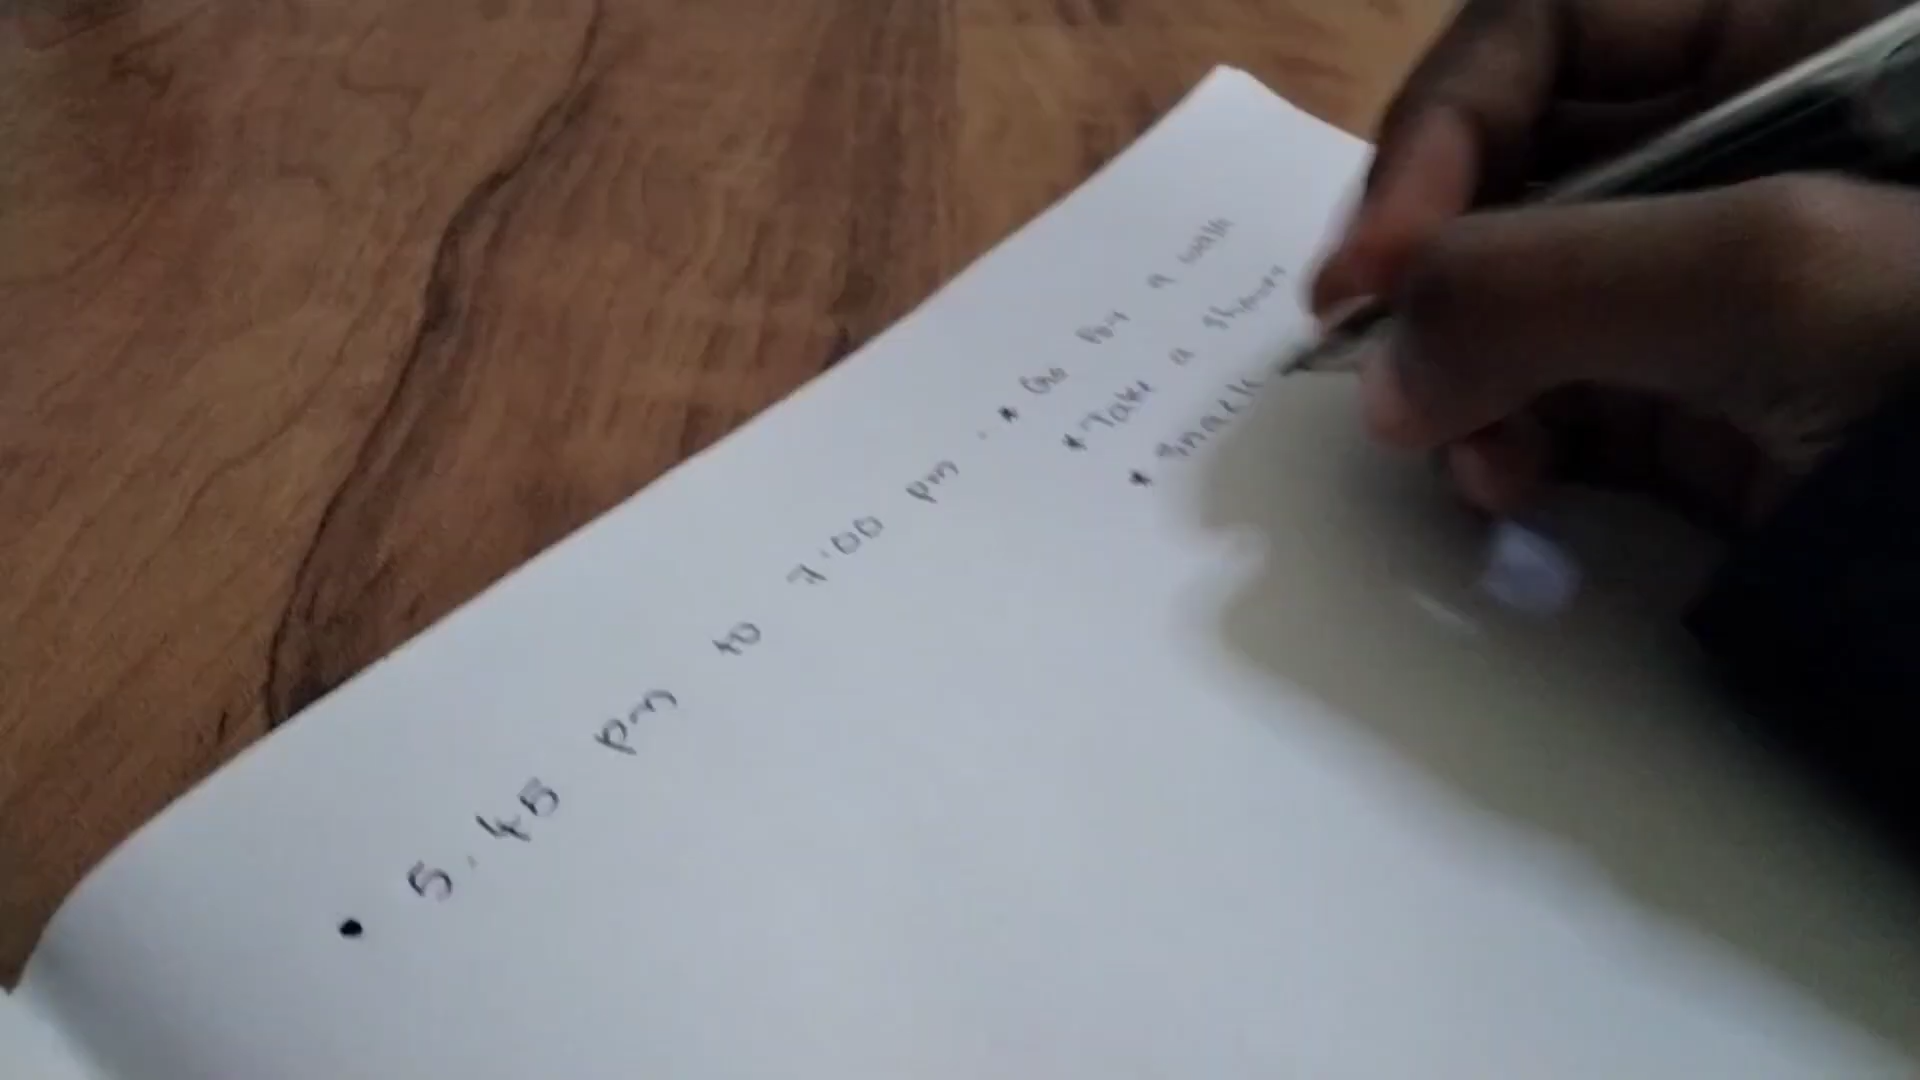 • 5.45 pm to 7.00 pm - * Go for a walk
* Take a shower
* Snack